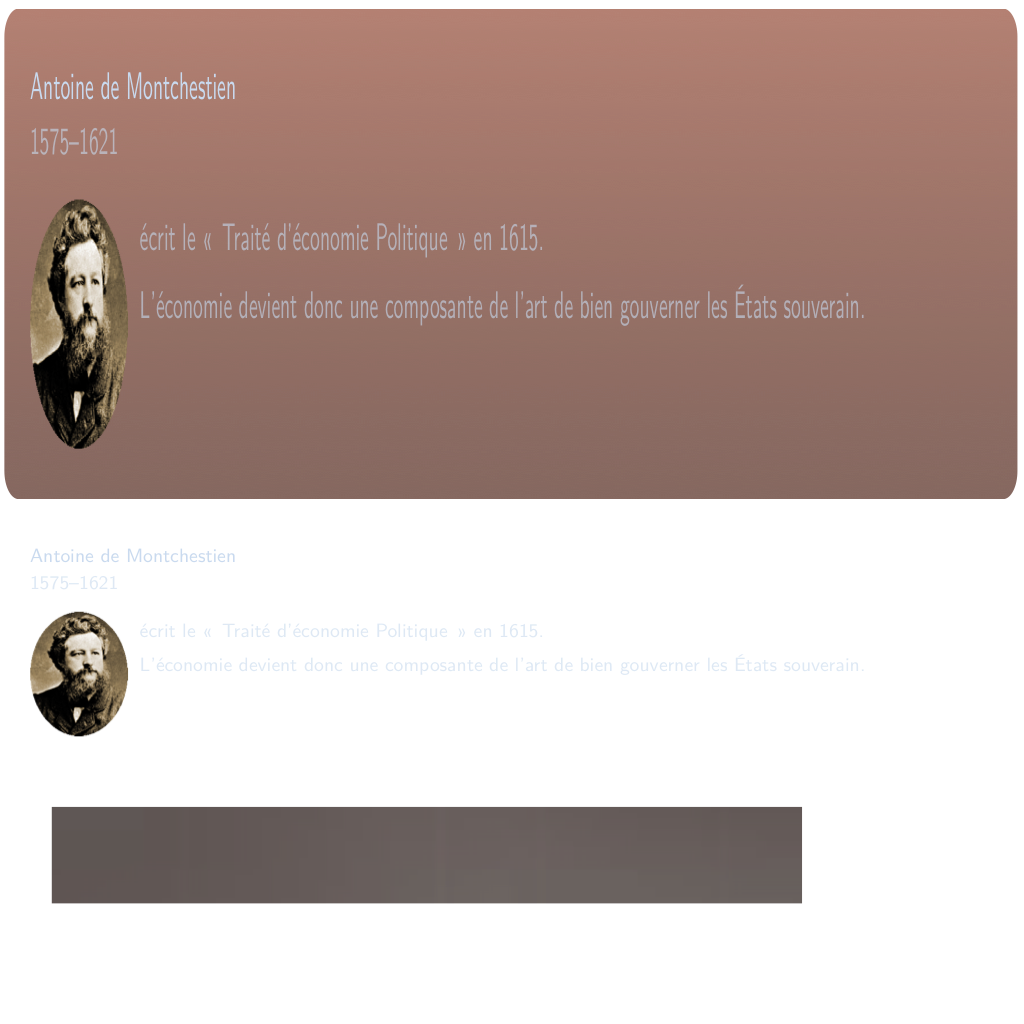 Antoine de Montchestien
1575–1621
écrit le « Traité d'économie Politique » en 1615.
L'économie devient donc une composante de l'art de bien gouverner les États souverain.
Antoine de Montchestien
1575–1621
écrit le « Traité d'économie Politique » en 1615.
L'économie devient donc une composante de l'art de bien gouverner les États souverain.